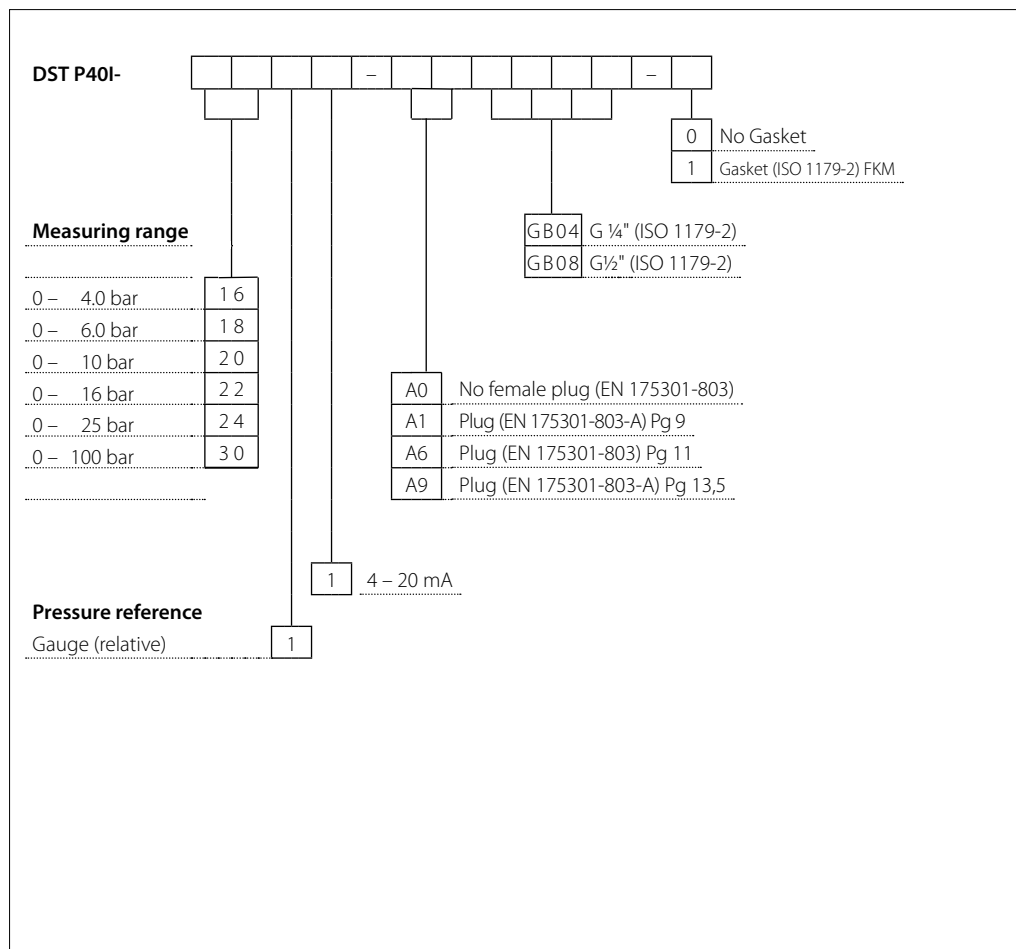 DST P40I-
–
–
0 No Gasket
1 Gasket (ISO 1179-2) FKM
Measuring range
GB04 G ¼" (ISO 1179-2)
GB08 G½" (ISO 1179-2)
0 – 4.0 bar 16
0 – 6.0 bar 18
0 – 10 bar 20
0 – 16 bar 22
0 – 25 bar 24
0 – 100 bar 30
A0 No female plug (EN 175301-803)
A1 Plug (EN 175301-803-A) Pg 9
A6 Plug (EN 175301-803) Pg 11
A9 Plug (EN 175301-803-A) Pg 13,5
1 4 – 20 mA
Pressure reference
Gauge (relative) 1